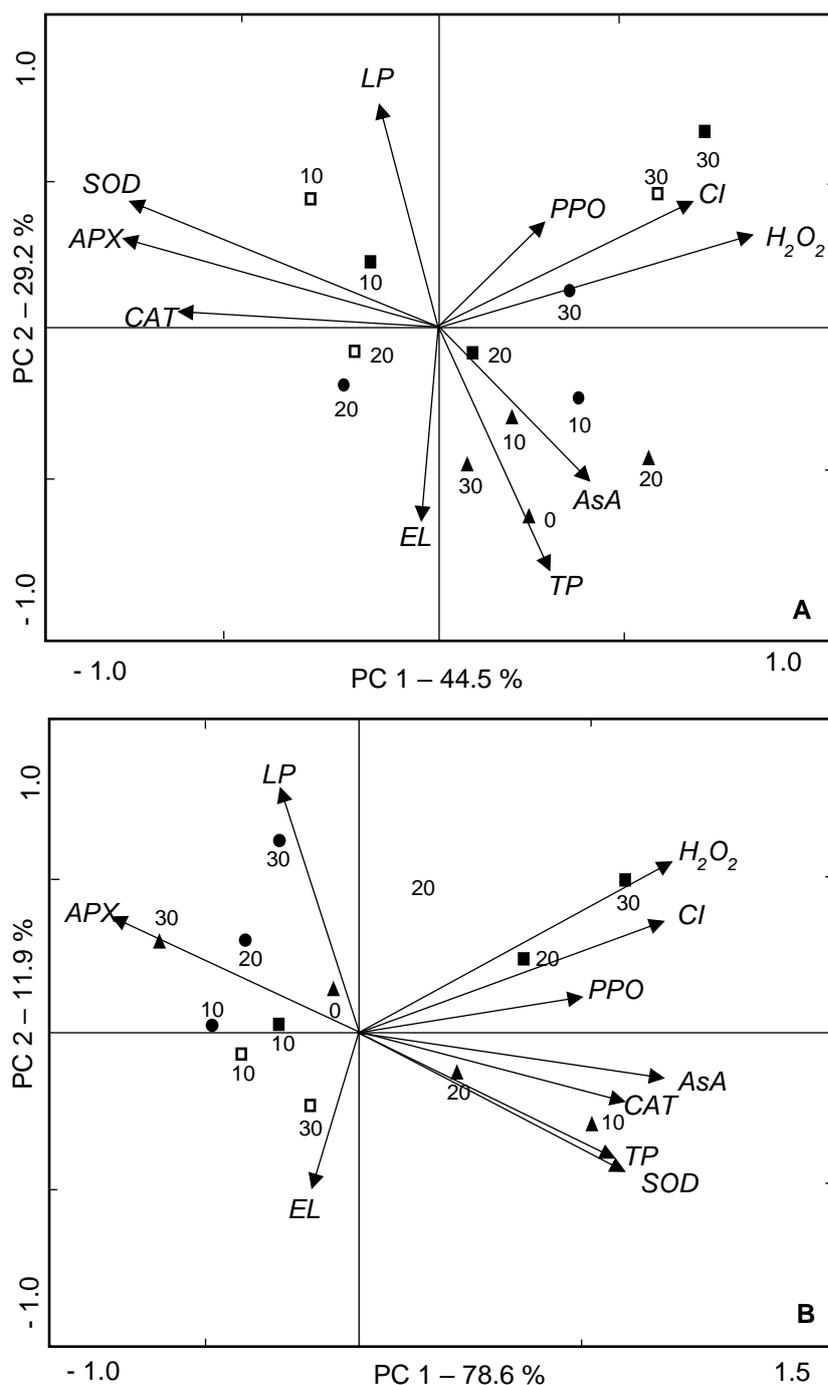 1.0
LP
10
SOD
30
30
CI
PPO
APX
H2O2
10
CAT
30
PC 2 – 29.2 %
20
20
20
10
10
30
20
AsA
0
EL
TP
- 1.0
A
- 1.0
PC 1 – 44.5 %
1.0
1.0
LP
H2O2
30
20
30
APX
30
CI
20
20
PPO
0
10
10
10
PC 2 – 11.9 %
20
AsA
CAT
10
30
TP
SOD
EL
- 1.0
B
- 1.0
PC 1 – 78.6 %
1.5